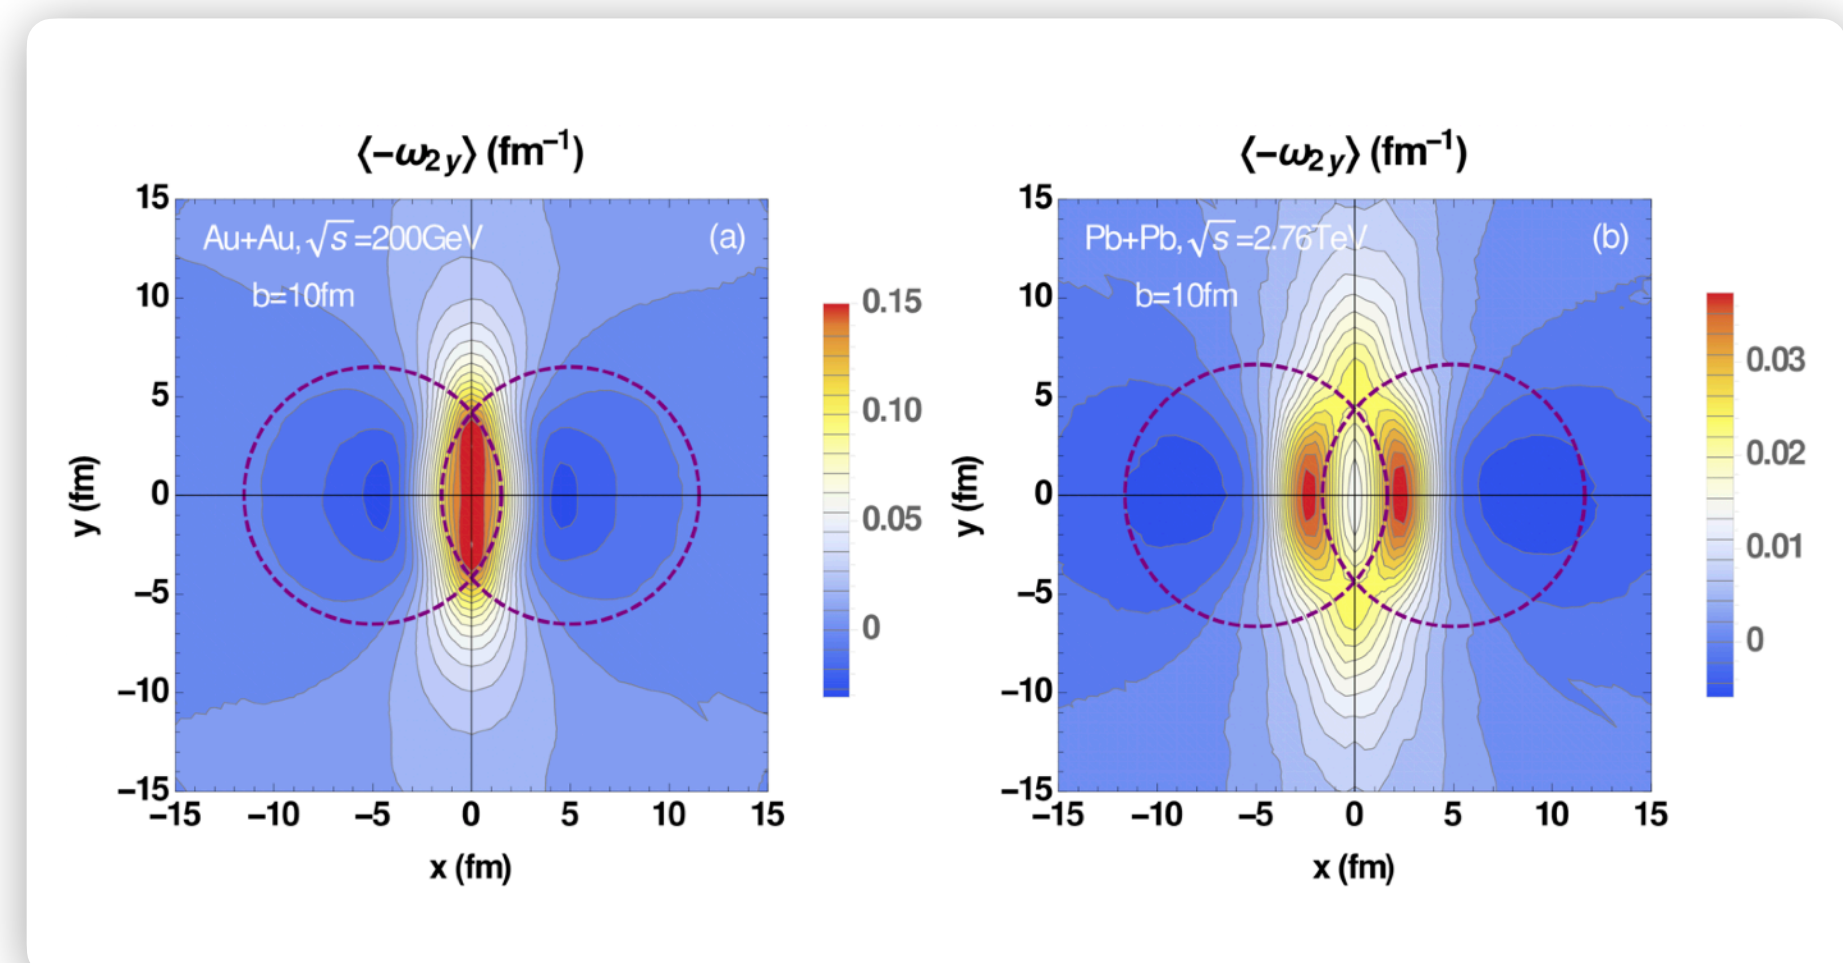 ⟨−ω2y⟩ (fm−1)
Au+Au, √s =200GeV
(a)
b=10fm
15
10
5
0
−5
−10
−15
y (fm)
−15 −10 −5 0 5 10 15
x (fm)
0.15
0.10
0.05
0
⟨−ω2y⟩ (fm−1)
Pb+Pb, √s =2.76TeV
(b)
b=10fm
15
10
5
0
−5
−10
−15
y (fm)
−15 −10 −5 0 5 10 15
x (fm)
0.03
0.02
0.01
0